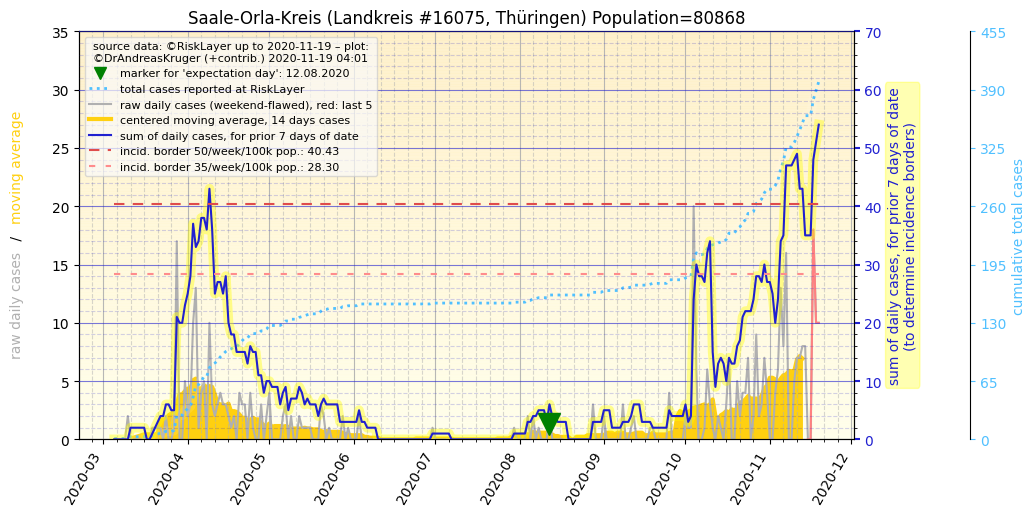 Saale-Orla-Kreis (Landkreis #16075, Thüringen) Population=80868
source data: ©RiskLayer up to 2020-11-19 – plot:
©DrAndreasKruger (+contrib.) 2020-11-19 04:01
marker for 'expectation day': 12.08.2020
total cases reported at RiskLayer
raw daily cases (weekend-flawed), red: last 5
centered moving average, 14 days cases
sum of daily cases, for prior 7 days of date
incid. border 50/week/100k pop.: 40.43
incid. border 35/week/100k pop.: 28.30
raw daily cases / moving average
35
30
25
20
15
10
5
0
70
60
50
40
30
20
10
0
sum of daily cases, for prior 7 days of date
(to determine incidence borders)
455
390
325
260
195
130
65
0
cumulative total cases
2020-03
2020-04
2020-05
2020-06
2020-07
2020-08
2020-09
2020-10
2020-11
2020-12